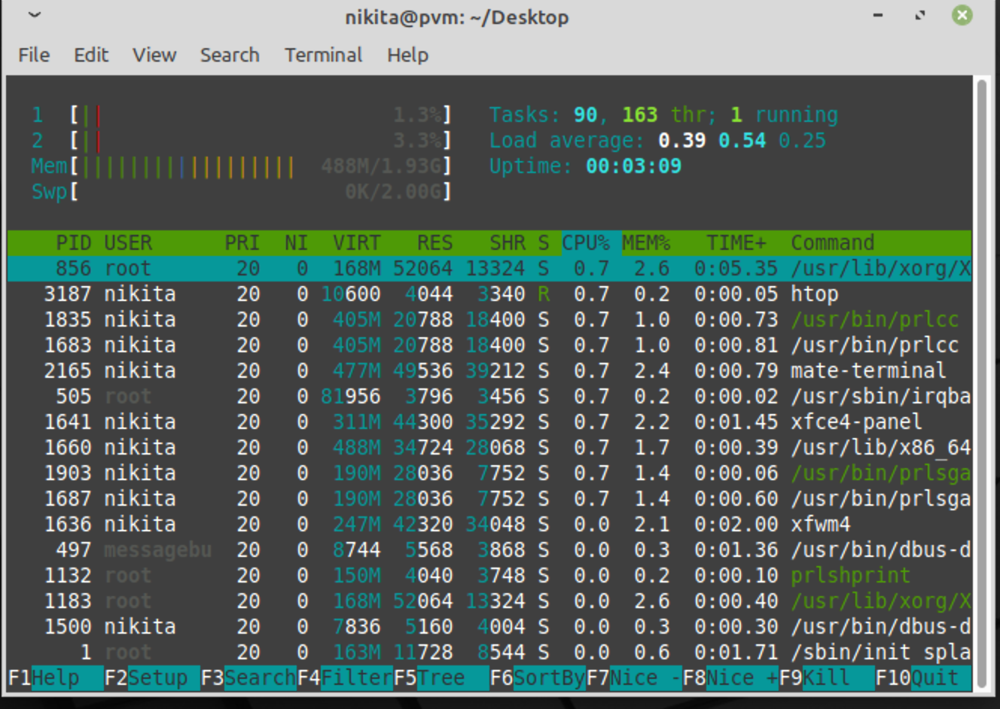 nikita@pvm: ~/Desktop
File Edit View Search Terminal Help
1 [|| 1.3%] Tasks: 90, 163 thr; 1 running
2 [|| 3.3%] Load average: 0.39 0.54 0.25
Mem[|||||||||||||||||| 488M/1.93G] Uptime: 00:03:09
Swp[ 0K/2.00G]
PID USER PRI NI VIRT RES SHR S CPU% MEM% TIME+ Command
856 root 20 0 168M 52064 13324 S 0.7 2.6 0:05.35 /usr/lib/xorg/X
3187 nikita 20 0 10600 4044 3340 R 0.7 0.2 0:00.05 htop
1835 nikita 20 0 405M 20788 18400 S 0.7 1.0 0:00.73 /usr/bin/prlcc
1683 nikita 20 0 405M 20788 18400 S 0.7 1.0 0:00.81 /usr/bin/prlcc
2165 nikita 20 0 477M 49536 39212 S 0.7 2.4 0:00.79 mate-terminal
505 root 20 0 81956 3796 3456 S 0.7 0.2 0:00.02 /usr/sbin/irqba
1641 nikita 20 0 311M 44300 35292 S 0.7 2.2 0:01.45 xfce4-panel
1660 nikita 20 0 488M 34724 28068 S 0.7 1.7 0:00.39 /usr/lib/x86_64
1903 nikita 20 0 190M 28036 7752 S 0.7 1.4 0:00.06 /usr/bin/prlsga
1687 nikita 20 0 190M 28036 7752 S 0.7 1.4 0:00.60 /usr/bin/prlsga
1636 nikita 20 0 247M 42320 34048 S 0.0 2.1 0:02.00 xfwm4
497 messagebu 20 0 8744 5568 3868 S 0.0 0.3 0:01.36 /usr/bin/dbus-d
1132 root 20 0 150M 4040 3748 S 0.0 0.2 0:00.10 prlshprint
1183 root 20 0 168M 52064 13324 S 0.0 2.6 0:00.40 /usr/lib/xorg/X
1500 nikita 20 0 7836 5160 4004 S 0.0 0.3 0:00.30 /usr/bin/dbus-d
1 root 20 0 163M 11728 8544 S 0.0 0.6 0:01.71 /sbin/init spla
F1Help F2Setup F3SearchF4FilterF5Tree F6SortByF7Nice -F8Nice +F9Kill F10Quit